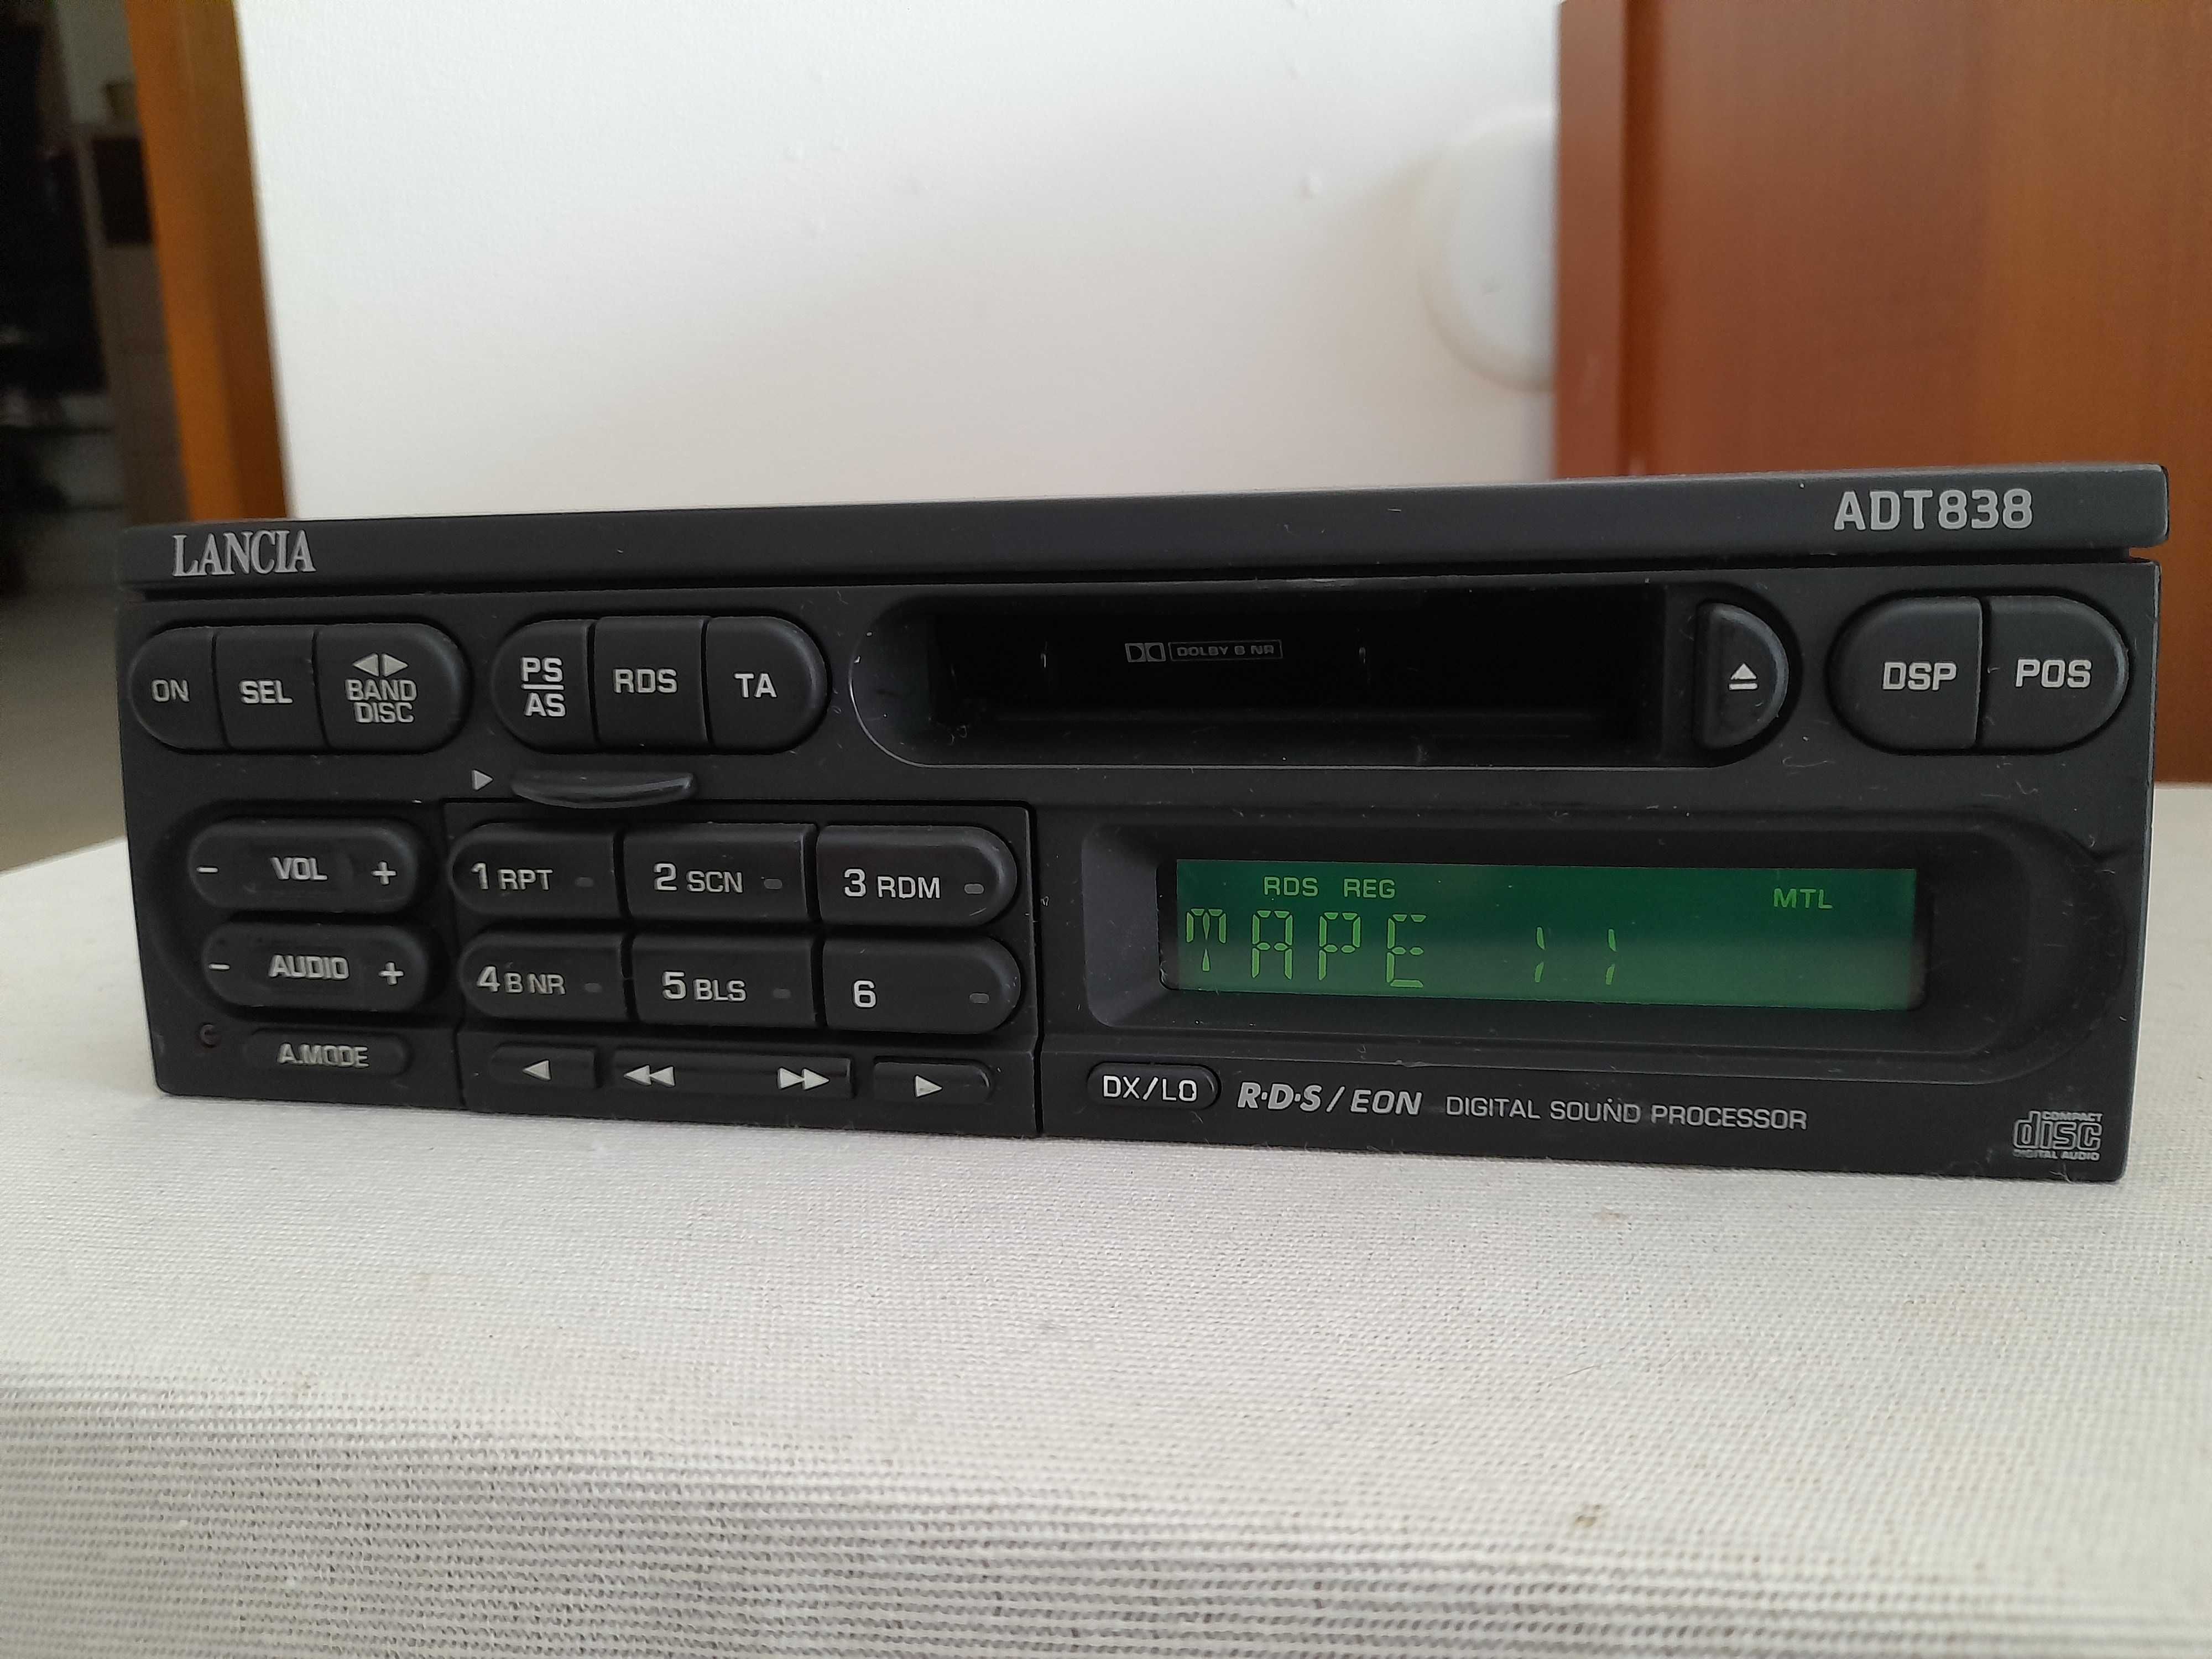 LANCIA
ADT838
ON
SEL
BAND
DISC
PS
AS
RDS
TA
DOLBY B NR
DSP
POS
- VOL +
1 RPT
2 SCN
3 RDM
RDS REG
MTL
TAPE
- AUDIO +
4 B NR
5 BLS
6
A.MODE
DX/LO
R·D·S/EON
DIGITAL SOUND PROCESSOR
COMPACT
disc
DIGITAL AUDIO